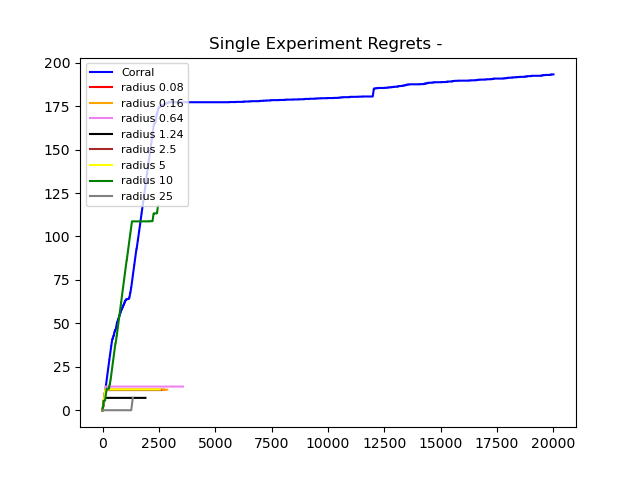 Single Experiment Regrets -
200
175
150
125
100
75
50
25
0
Corral
radius 0.08
radius 0.16
radius 0.64
radius 1.24
radius 2.5
radius 5
radius 10
radius 25
0 2500 5000 7500 10000 12500 15000 17500 20000